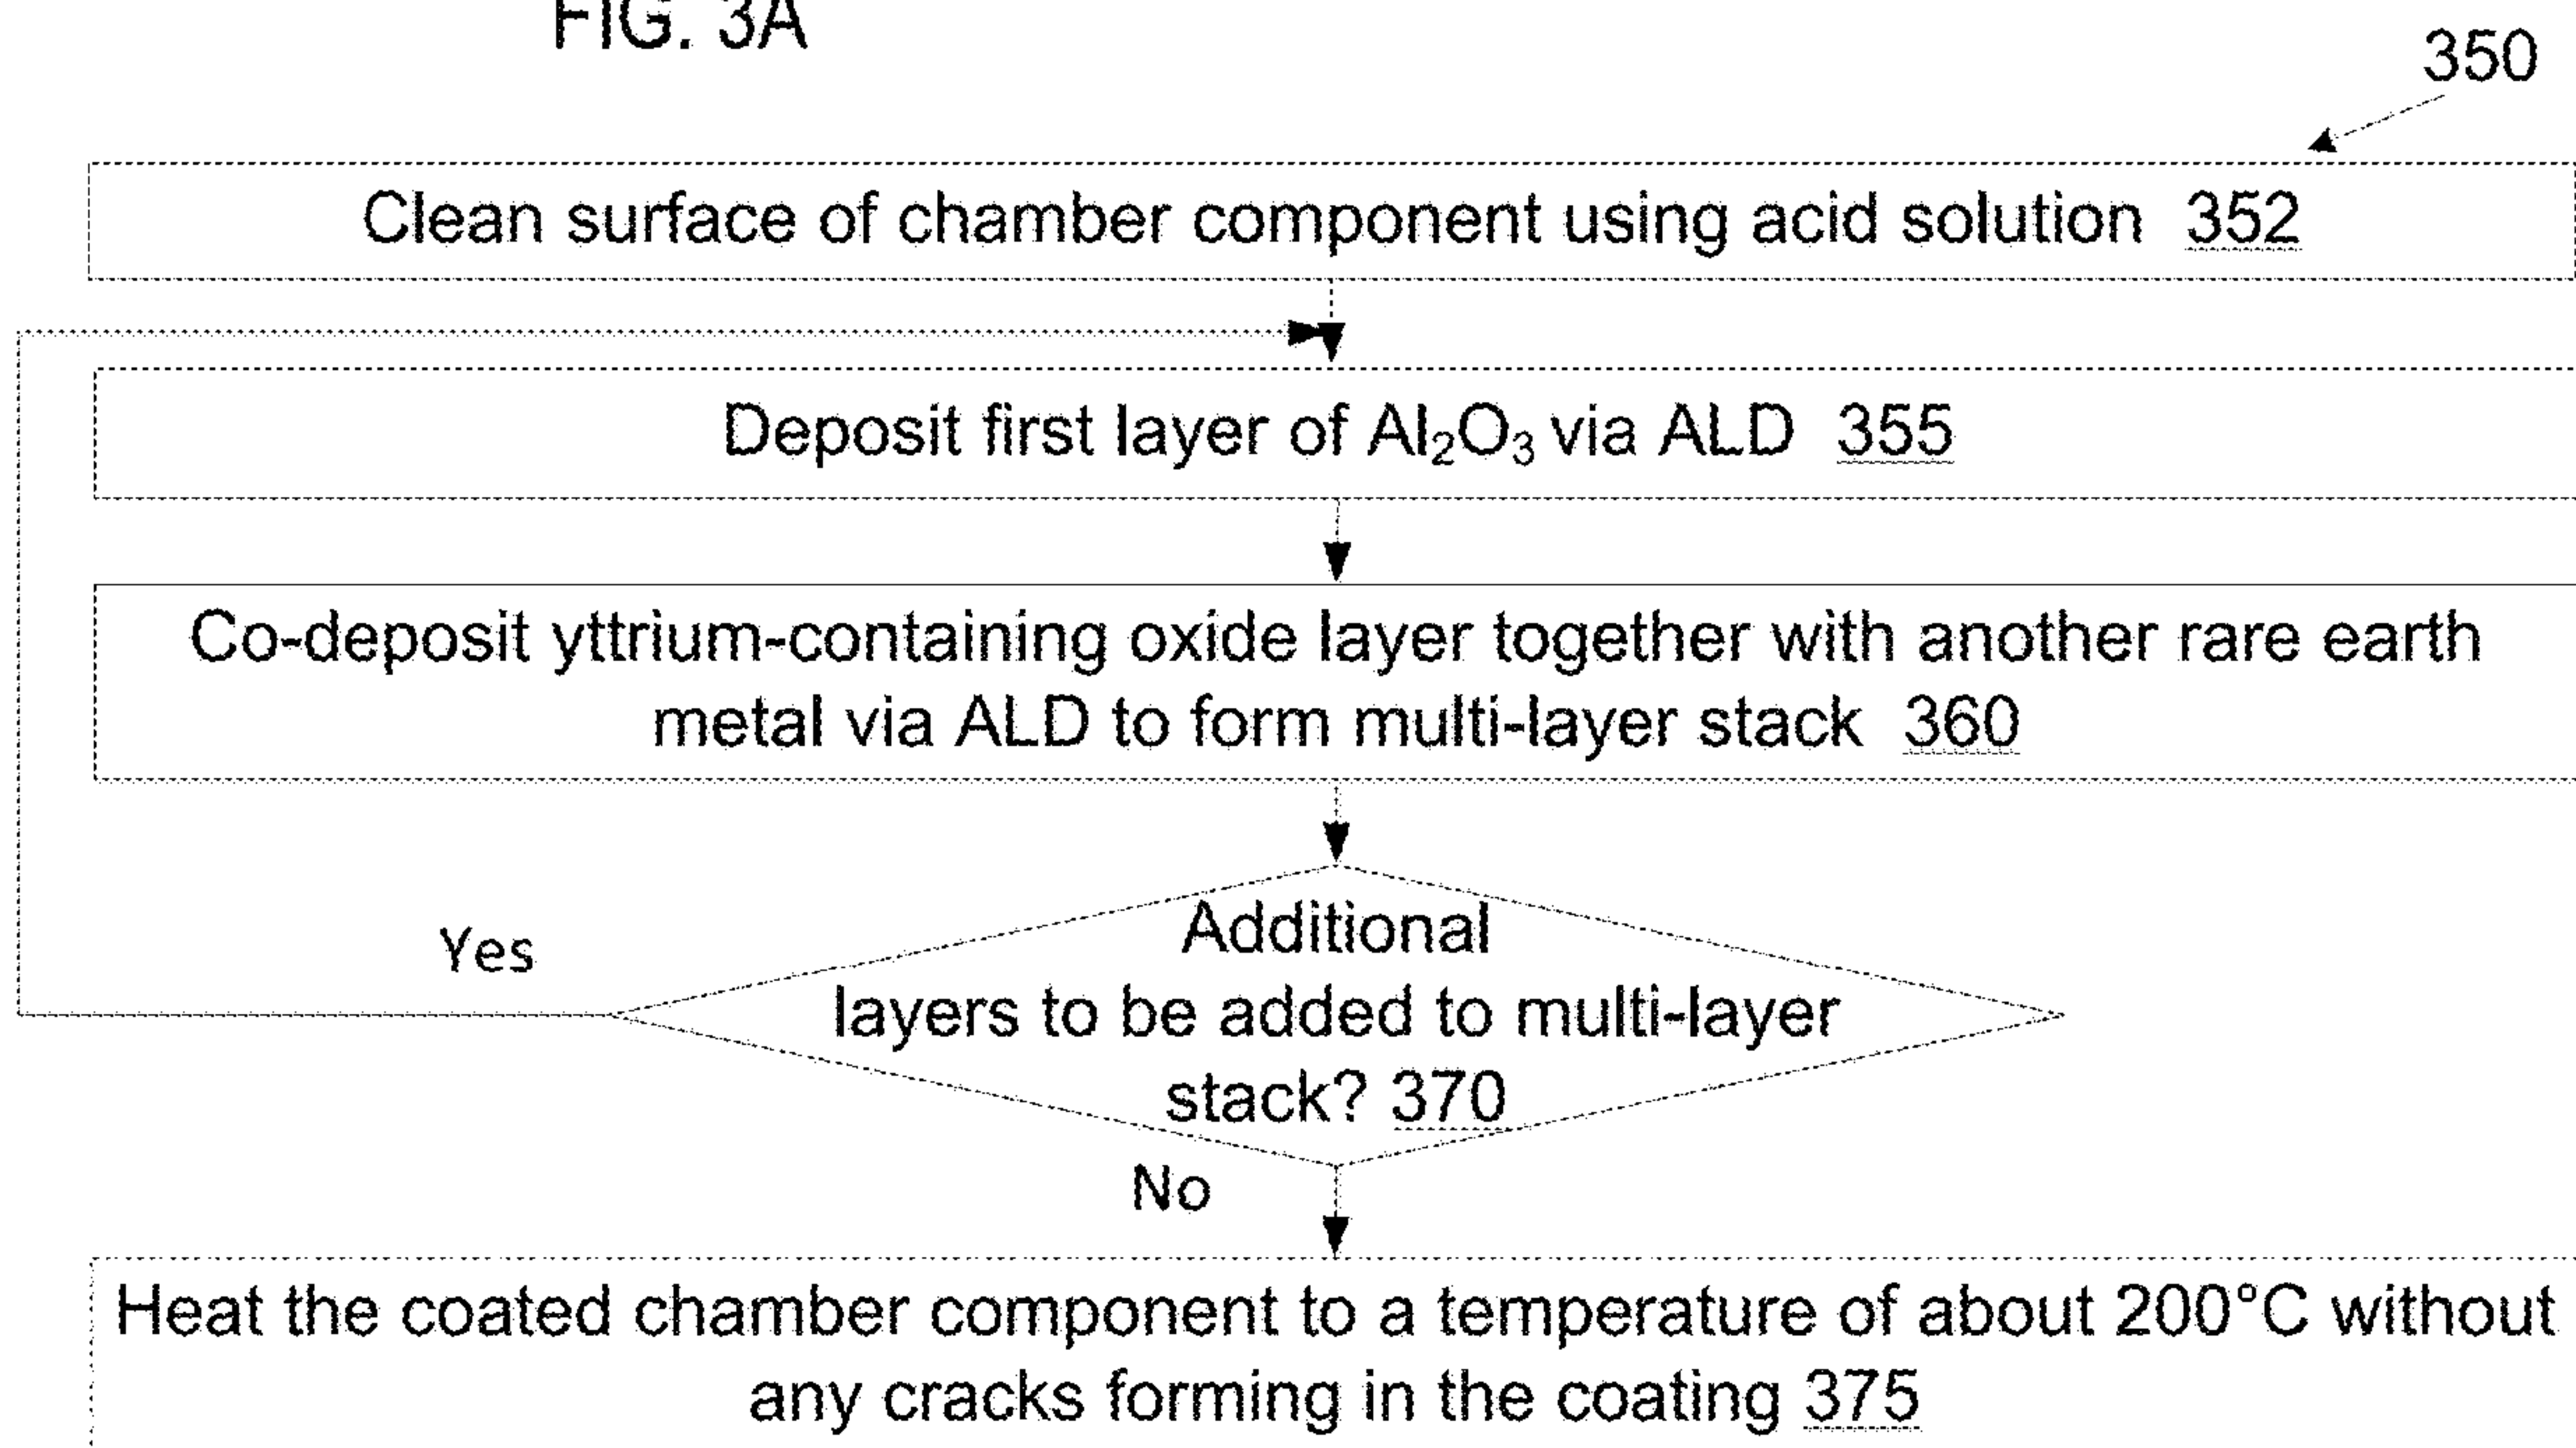 FIG. 3A
350
Clean surface of chamber component using acid solution 352
Deposit first layer of Al₂O₃ via ALD 355
Co-deposit yttrium-containing oxide layer together with another rare earth
metal via ALD to form multi-layer stack 360
Additional
Yes
layers to be added to multi-layer
stack? 370
No
Heat the coated chamber component to a temperature of about 200°C without
any cracks forming in the coating 375